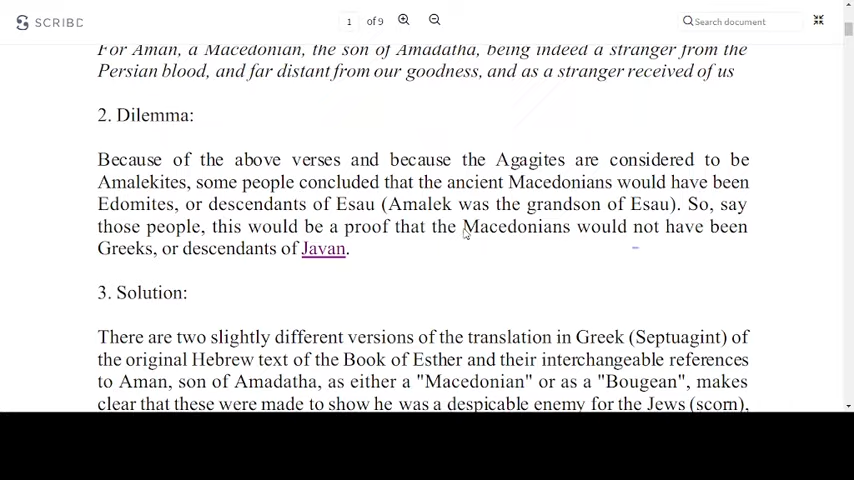 SCRIBD
1 of 9
Search document
For Aman, a Macedonian, the son of Amadatha, being indeed a stranger from the
Persian blood, and far distant from our goodness, and as a stranger received of us
2. Dilemma:
Because of the above verses and because the Agagites are considered to be
Amalekites, some people concluded that the ancient Macedonians would have been
Edomites, or descendants of Esau (Amalek was the grandson of Esau). So, say
those people, this would be a proof that the Macedonians would not have been
Greeks, or descendants of Javan.
3. Solution:
There are two slightly different versions of the translation in Greek (Septuagint) of
the original Hebrew text of the Book of Esther and their interchangeable references
to Aman, son of Amadatha, as either a "Macedonian" or as a "Bougean", makes
clear that these were made to show he was a despicable enemy for the Jews (scorn),